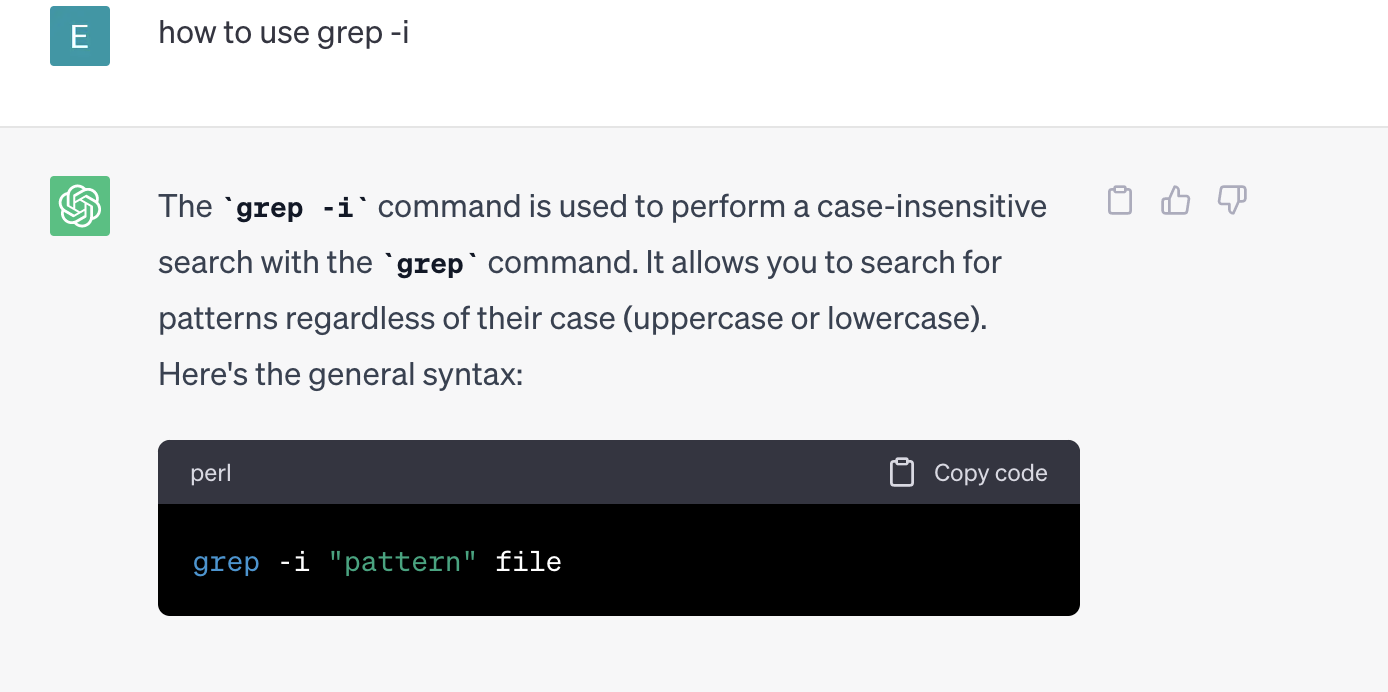 E
how to use grep -i
The `grep -i` command is used to perform a case-insensitive
search with the `grep` command. It allows you to search for
patterns regardless of their case (uppercase or lowercase).
Here's the general syntax:
perl
Copy code
grep -i "pattern" file